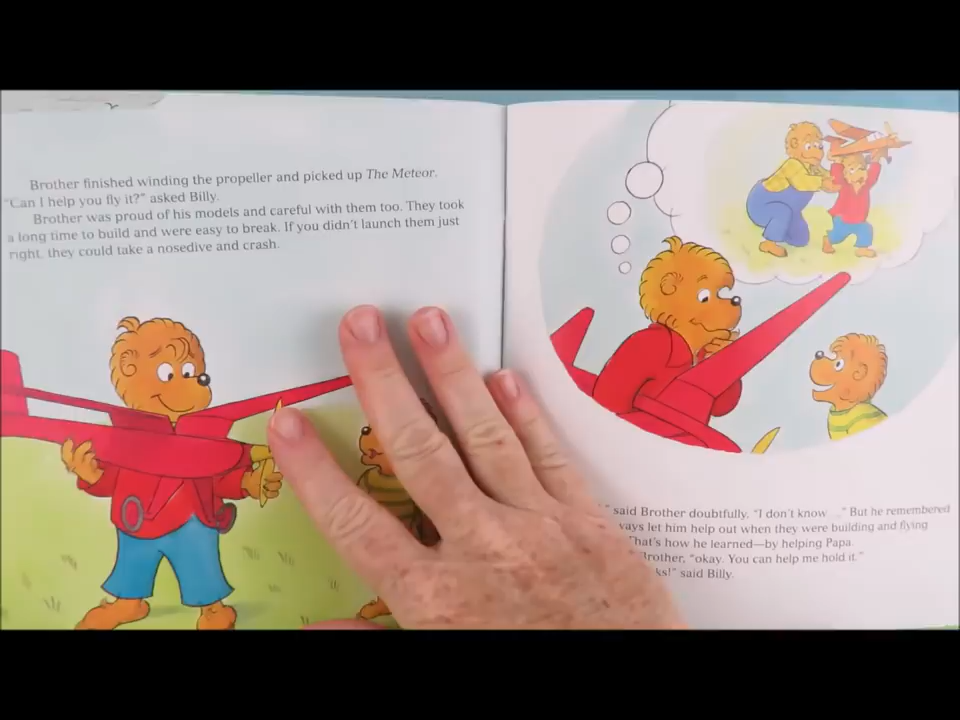 Brother finished winding the propeller and picked up The Meteor.
"Can I help you fly it?" asked Billy.
Brother was proud of his models and careful with them too. They took
a long time to build and were easy to break. If you didn't launch them just
right, they could take a nosedive and crash.
said Brother doubtfully, "I don't know ..." But he remembered
let him help out when they were building and flying
That's how he learned—by helping Papa.
Brother, "okay. You can help me hold it."
said Billy.